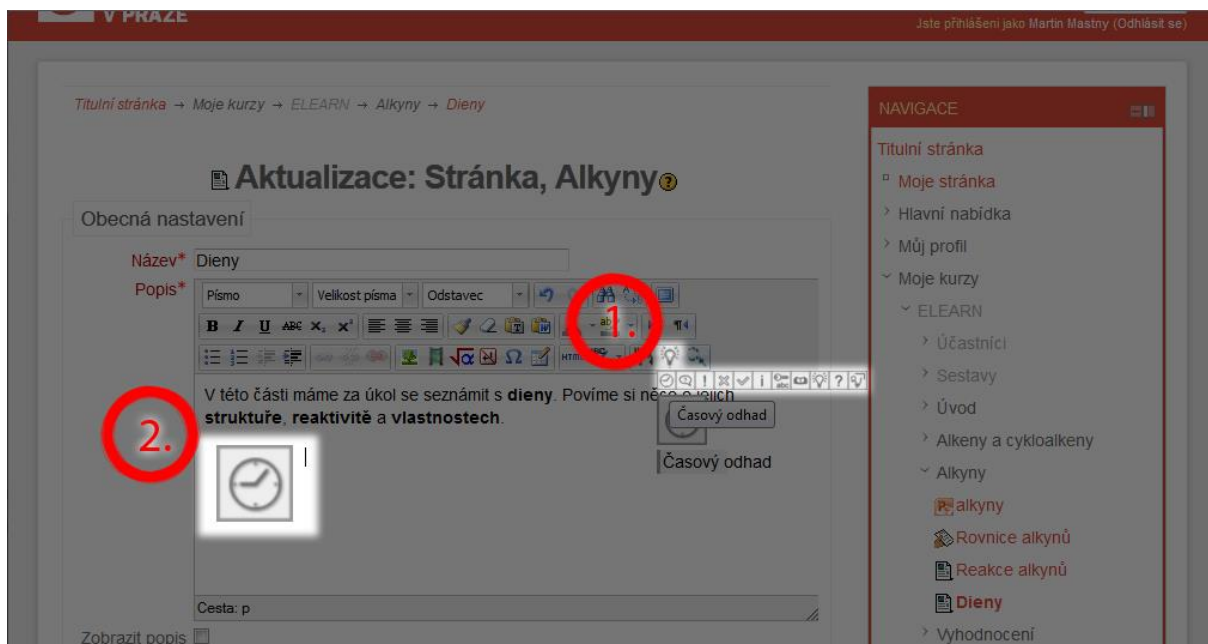 V PRAZE
Jste přihlášeni jako Martin Mastny (Odhlásit se)
Titulní stránka → Moje kurzy → ELEARN → Alkyny → Dieny
Aktualizace: Stránka, Alkyny
Obecná nastavení
Název* Dieny
Popis*
Písmo Velikost písma Odstavec
B I U ABC X₂ X²
Ω HTML
1.
V této části máme za úkol se seznámit s dieny. Povíme si něco o jejich
struktuře, reaktivitě a vlastnostech.
Časový odhad
Časový odhad
2.
Cesta: p
Zobrazit popis
NAVIGACE
Titulní stránka
Moje stránka
Hlavní nabídka
Můj profil
Moje kurzy
ELEARN
Účastníci
Sestavy
Úvod
Alkeny a cykloalkeny
Alkyny
alkyny
Rovnice alkynů
Reakce alkynů
Dieny
Vyhodnocení